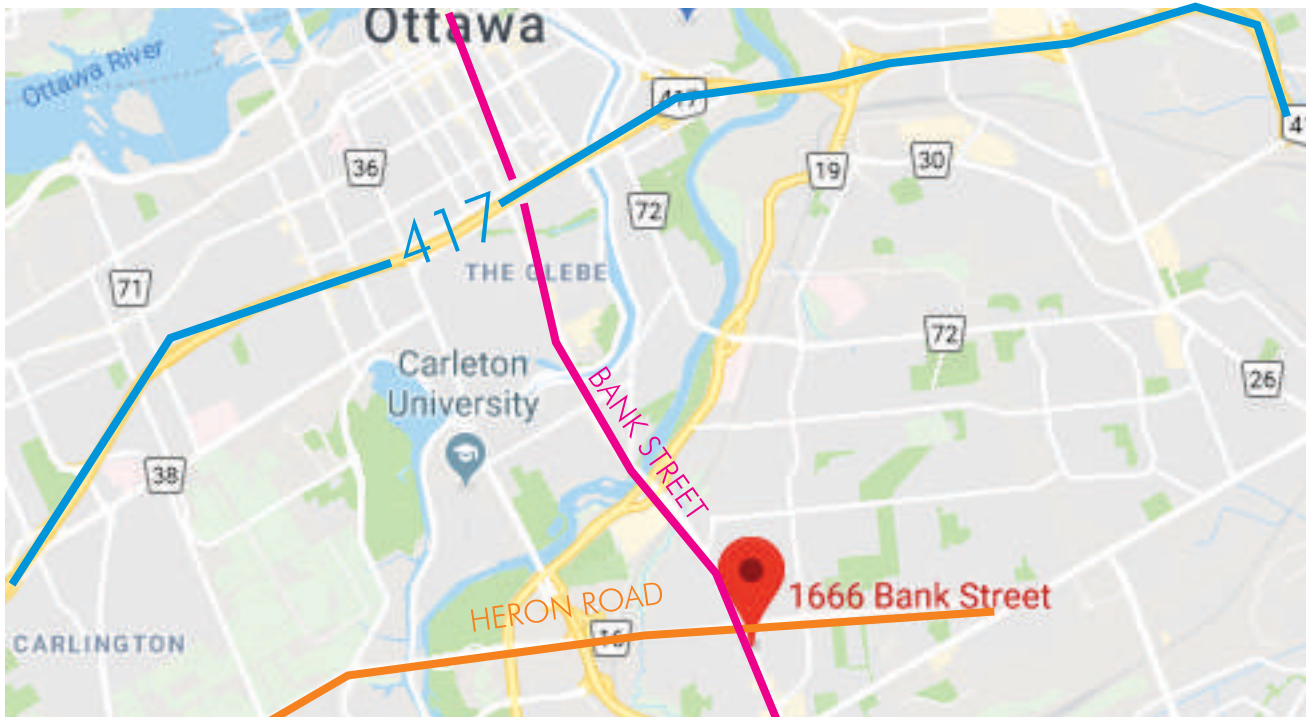 Ottawa
Ottawa River
417
41
36
19
30
72
417
THE GLEBE
71
72
Carleton
University
26
BANK STREET
38
1666 Bank Street
HERON ROAD
16
CARLINGTON